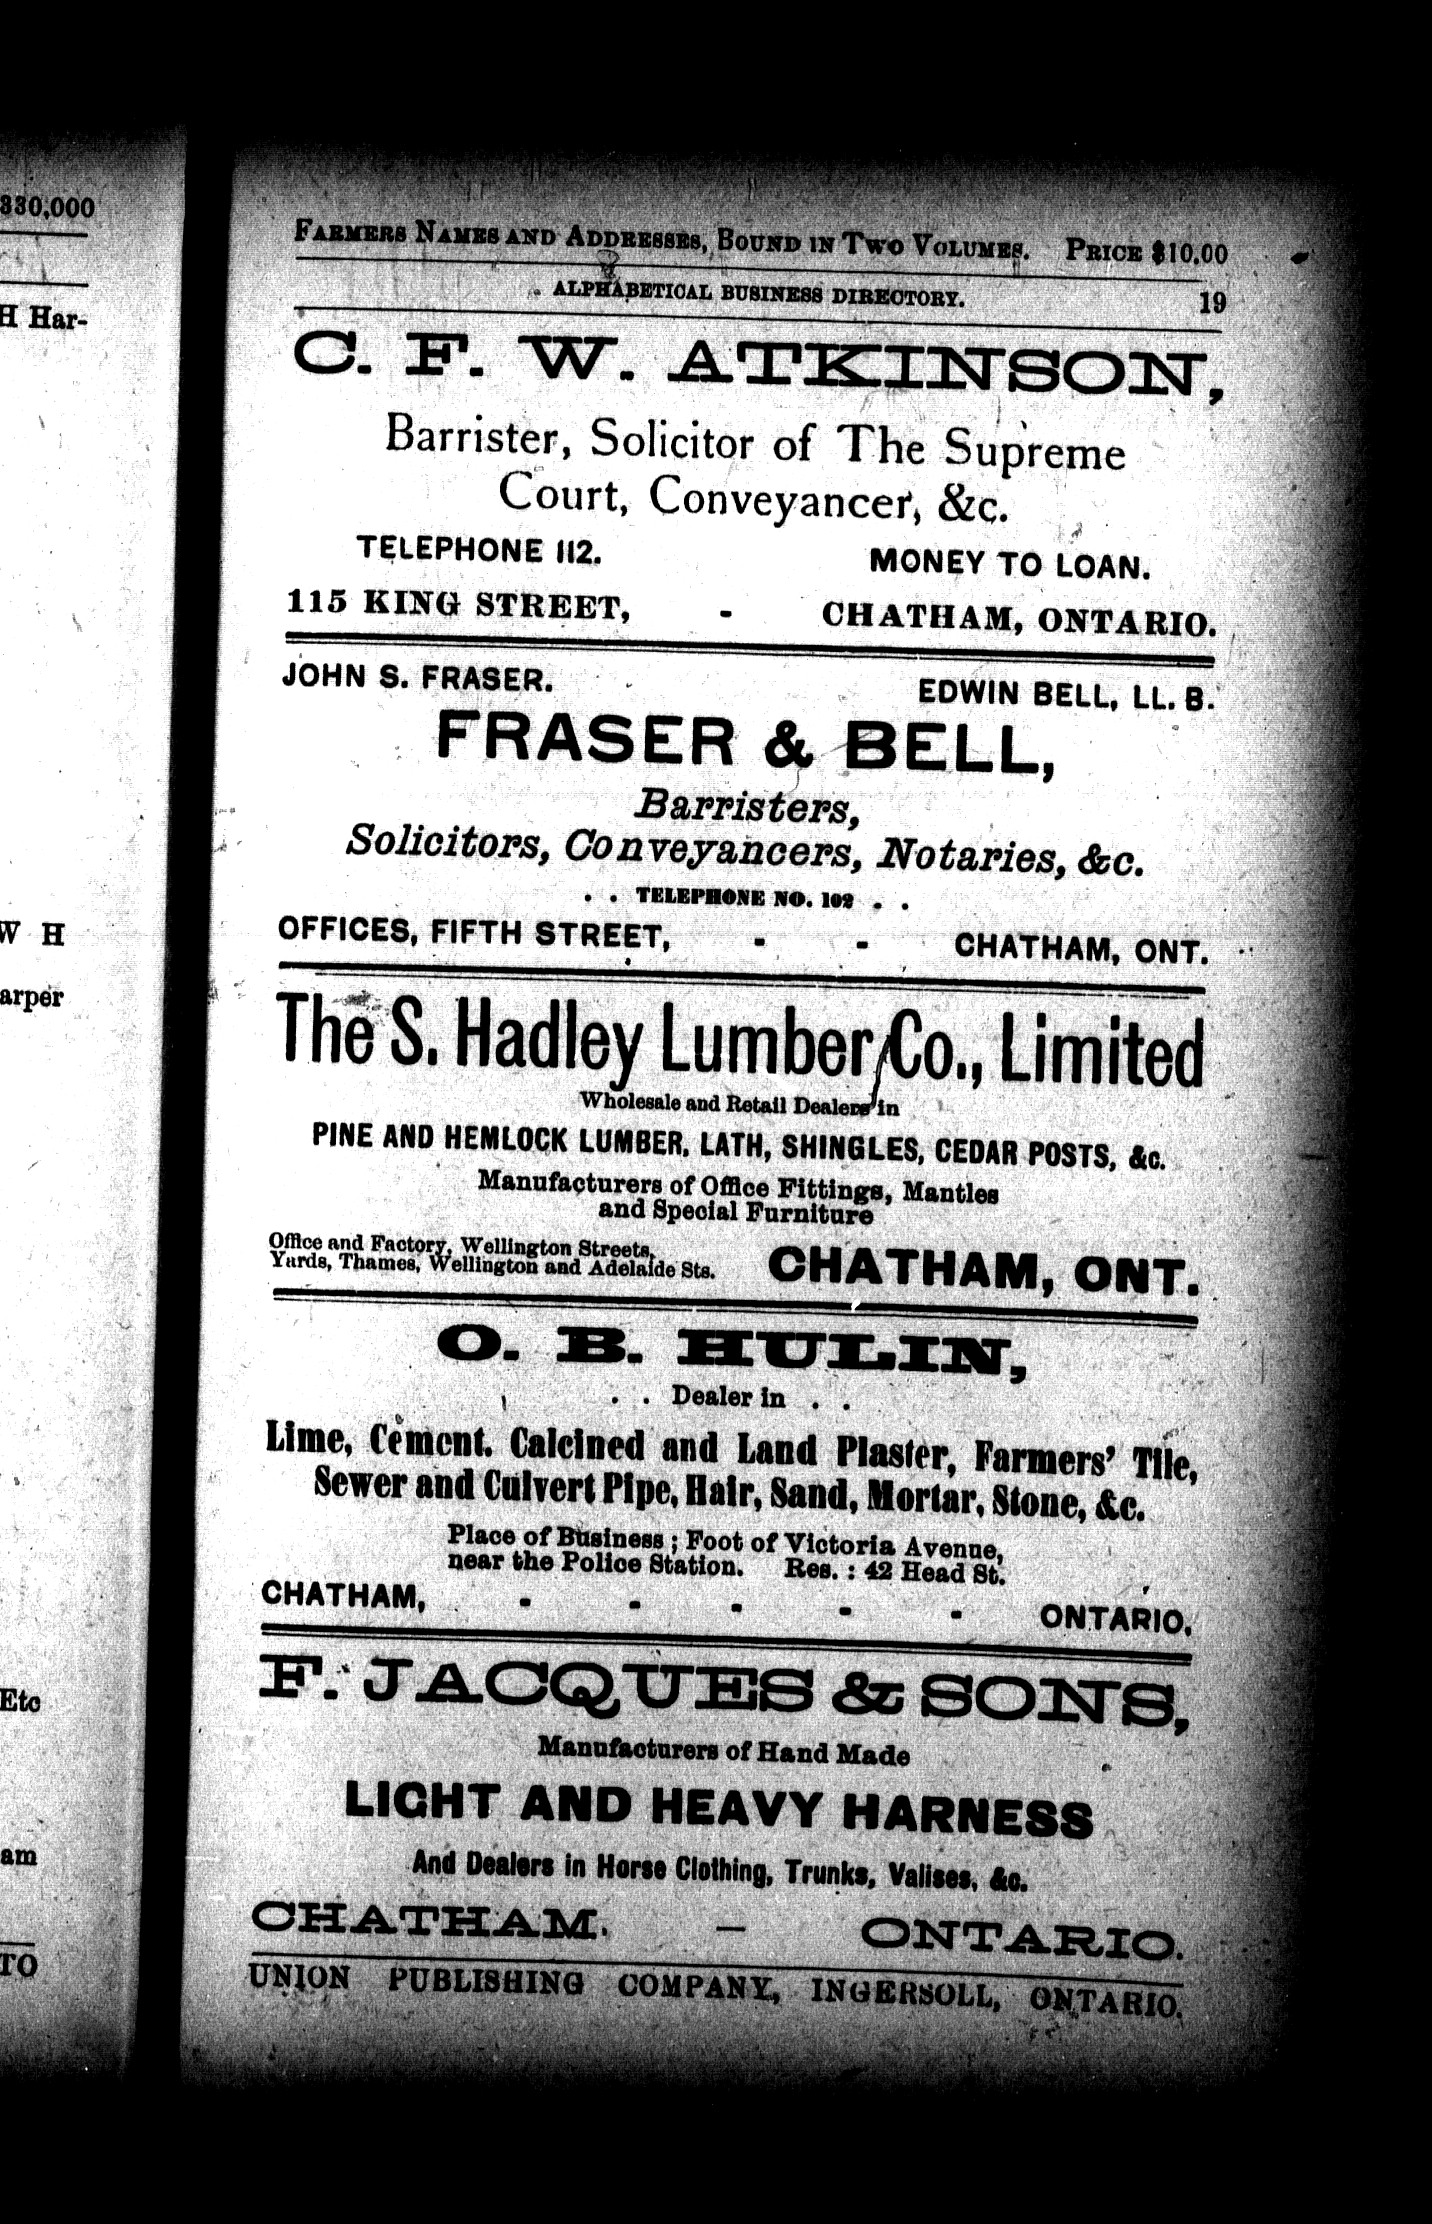 330,000
H Har-
W H
arper
Etc
am
TO
FARMERS NAMES AND ADDRESSES, BOUND IN TWO VOLUMES. PRICE $10.00
ALPHABETICAL BUSINESS DIRECTORY. 19
C. F. W. ATKINSON,
Barrister, Solicitor of The Supreme
Court, Conveyancer, &c.
TELEPHONE 112. MONEY TO LOAN.
115 KING STREET, - CHATHAM, ONTARIO.
JOHN S. FRASER. EDWIN BELL, LL. B.
FRASER & BELL,
Barristers,
Solicitors, Conveyancers, Notaries, &c.
. . TELEPHONE NO. 102 . .
OFFICES, FIFTH STREET, - - CHATHAM, ONT.
The S. Hadley Lumber Co., Limited
Wholesale and Retail Dealers in
PINE AND HEMLOCK LUMBER, LATH, SHINGLES, CEDAR POSTS, &c.
Manufacturers of Office Fittings, Mantles
and Special Furniture
Office and Factory, Wellington Streets,
Yards, Thames, Wellington and Adelaide Sts. CHATHAM, ONT.
O. B. HULIN,
. . Dealer in . .
Lime, Cement. Calcined and Land Plaster, Farmers' Tile,
Sewer and Culvert Pipe, Hair, Sand, Mortar, Stone, &c.
Place of Business ; Foot of Victoria Avenue,
near the Police Station. Res. : 42 Head St.
CHATHAM, - - - - - ONTARIO.
F. JACQUES & SONS,
Manufacturers of Hand Made
LIGHT AND HEAVY HARNESS
And Dealers in Horse Clothing, Trunks, Valises, &c.
CHATHAM. - ONTARIO.
UNION PUBLISHING COMPANY, INGERSOLL, ONTARIO.